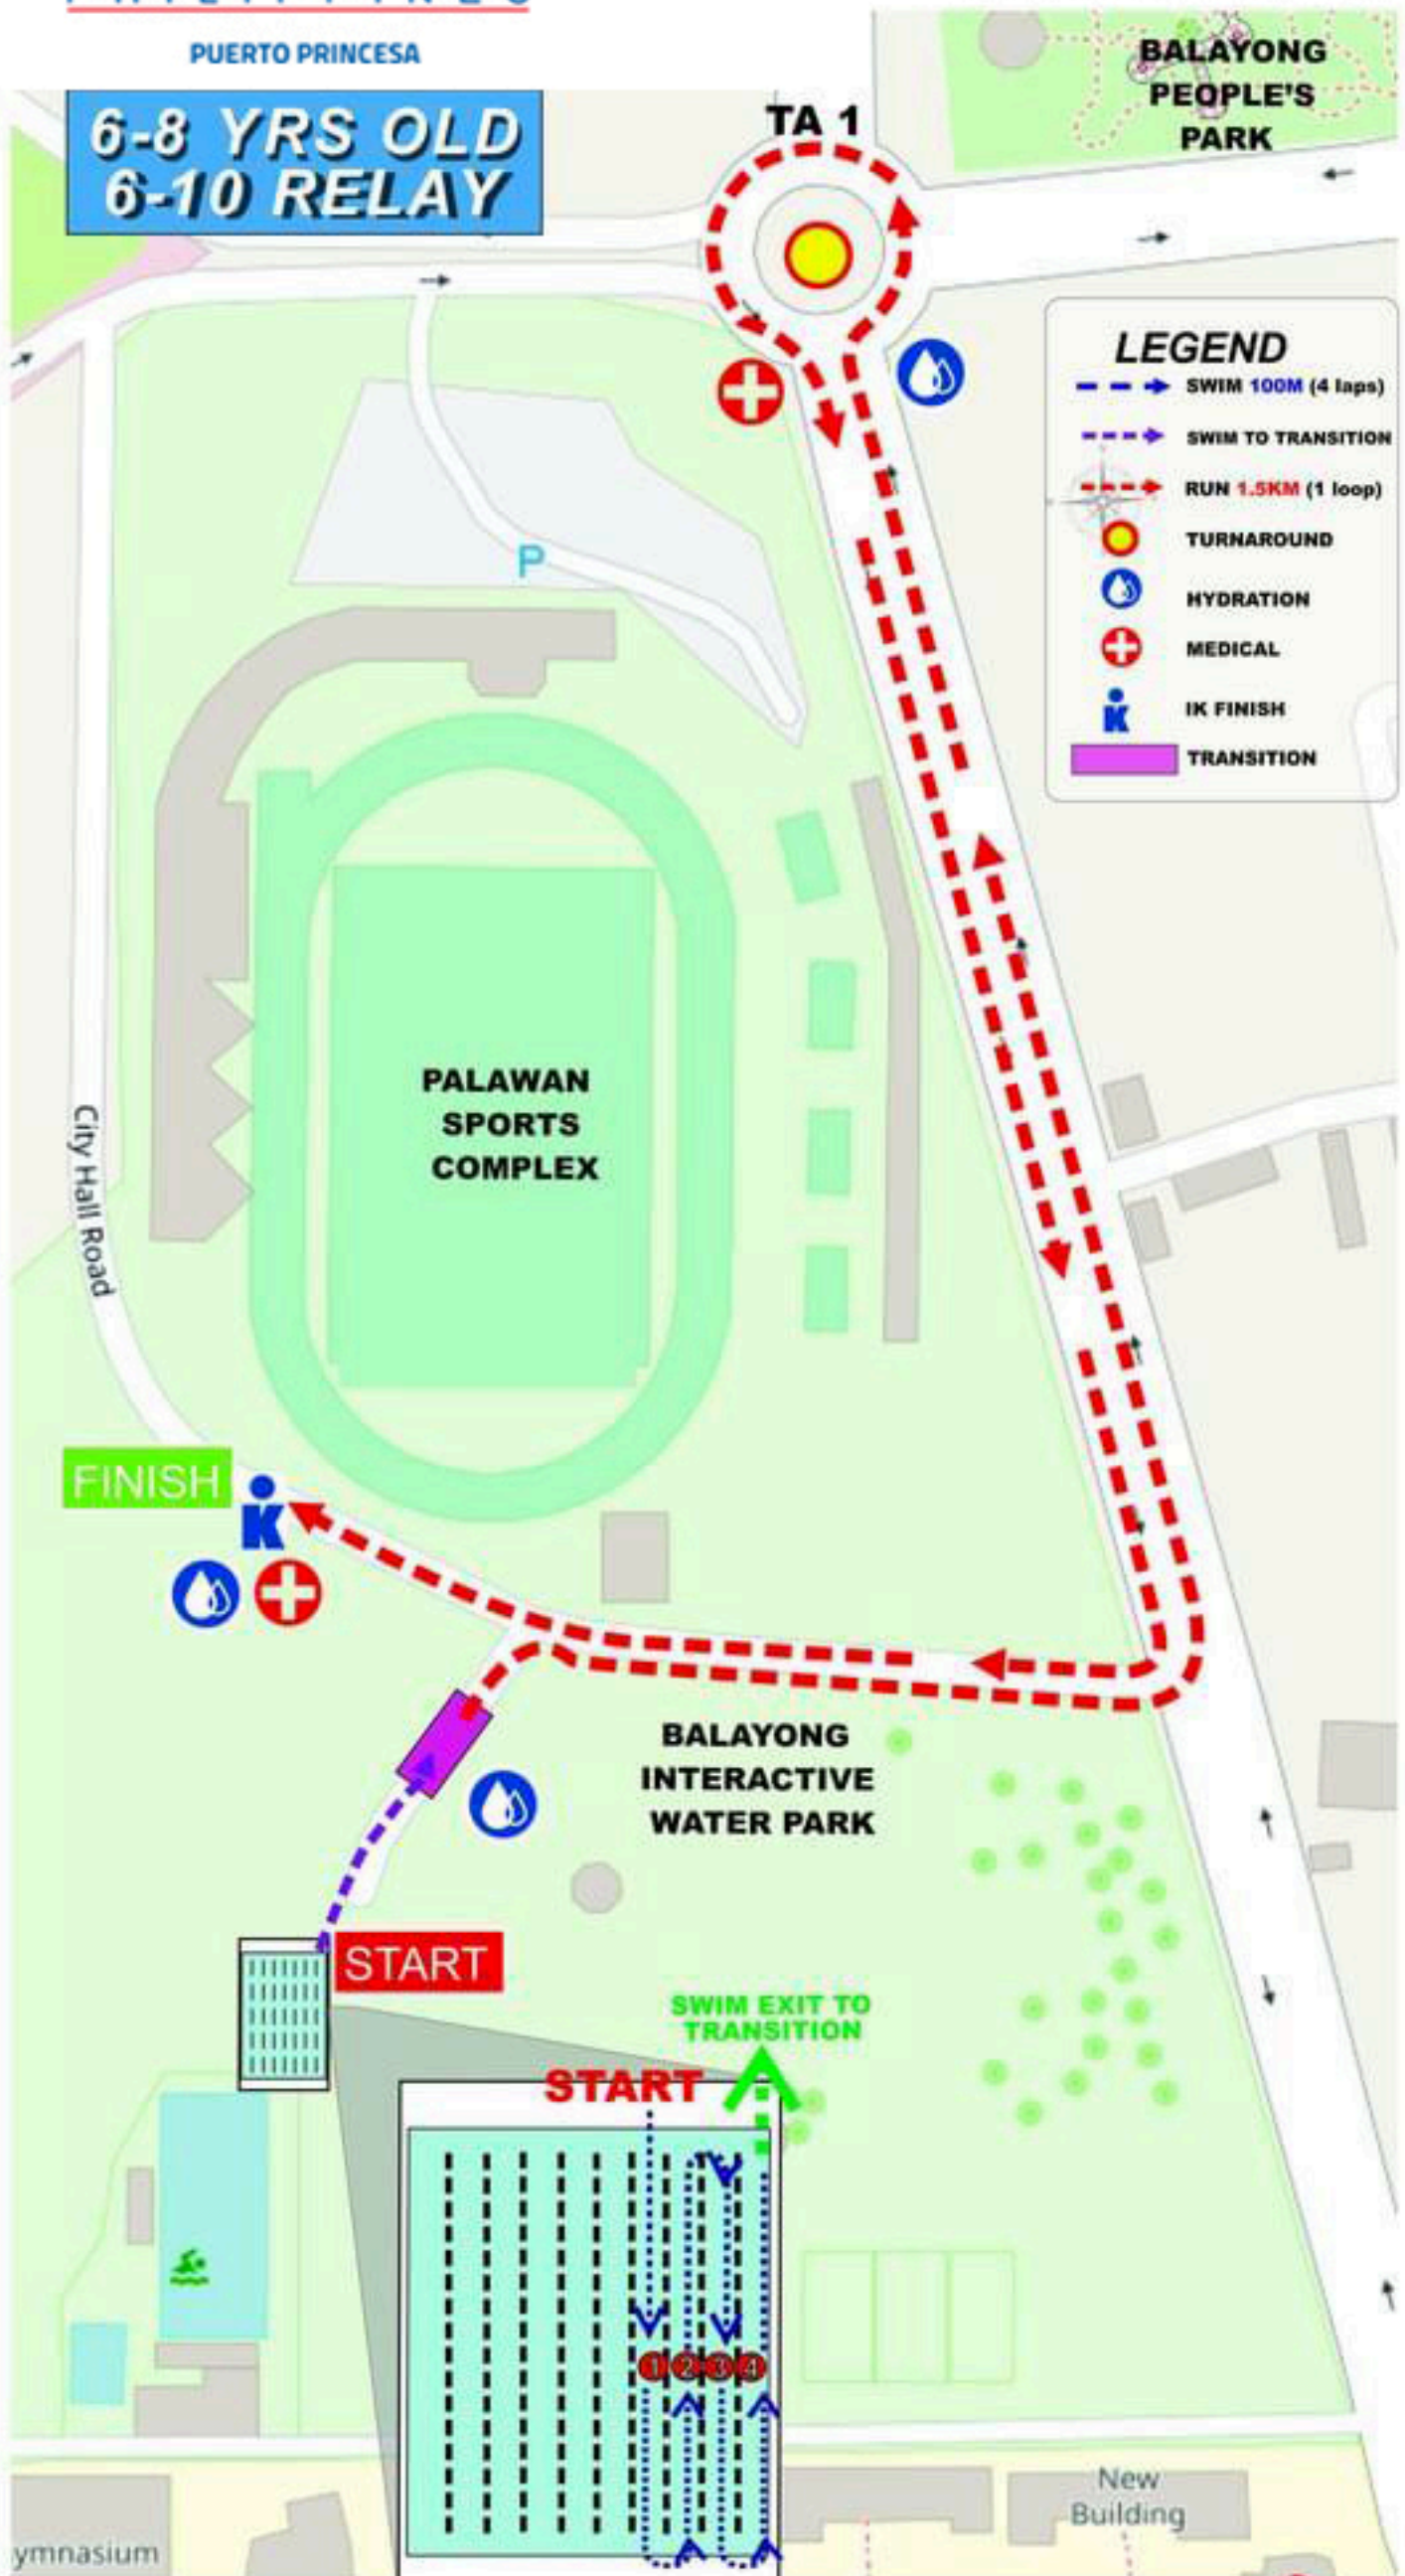 PUERTO PRINCESA
6-8 YRS OLD
6-10 RELAY
TA 1
BALAYONG
PEOPLE'S
PARK
LEGEND
SWIM 100M (4 laps)
SWIM TO TRANSITION
RUN 1.5KM (1 loop)
TURNAROUND
HYDRATION
MEDICAL
K
IK FINISH
TRANSITION
P
PALAWAN
SPORTS
COMPLEX
City Hall Road
FINISH
K
BALAYONG
INTERACTIVE
WATER PARK
START
SWIM EXIT TO
TRANSITION
START
1 2 3 4
New
Building
ymnasium